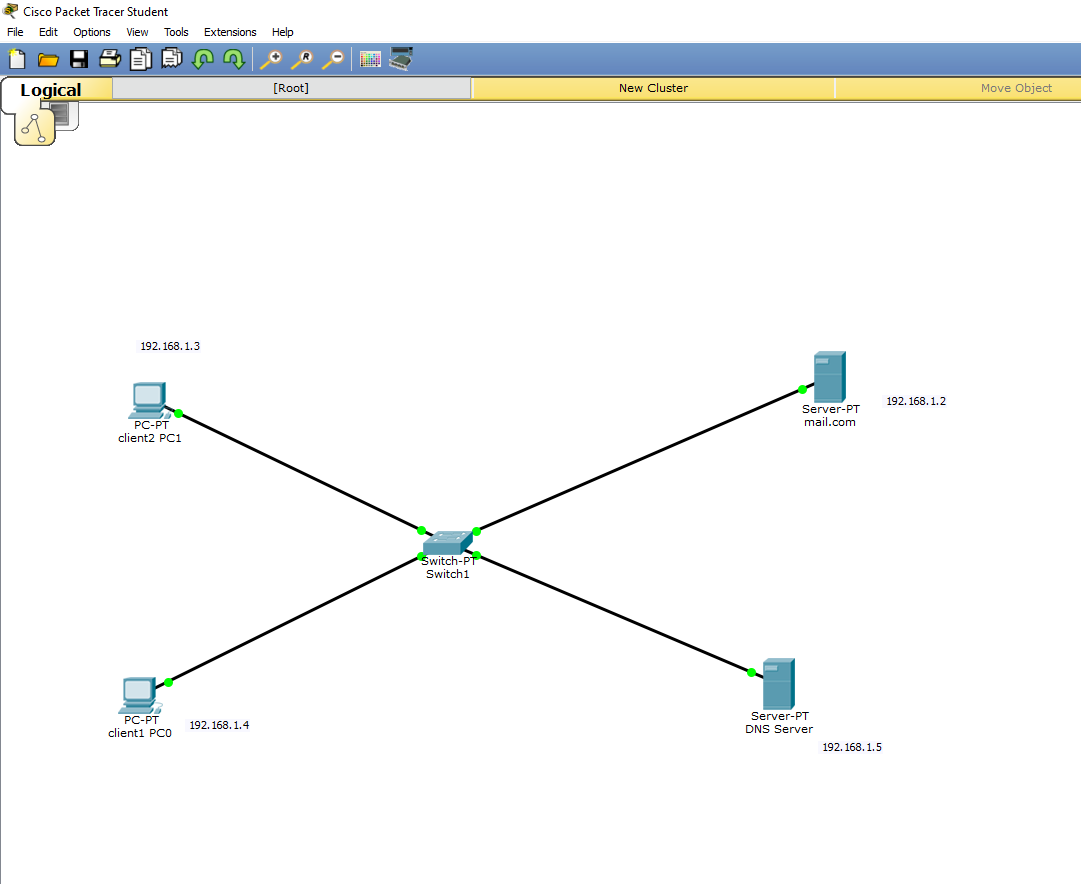 Cisco Packet Tracer Student
File Edit Options View Tools Extensions Help
Logical [Root] New Cluster Move Object
192.168.1.3
PC-PT
client2 PC1
192.168.1.2
Server-PT
mail.com
Switch-PT
Switch1
PC-PT
client1 PC0
192.168.1.4
Server-PT
DNS Server
192.168.1.5